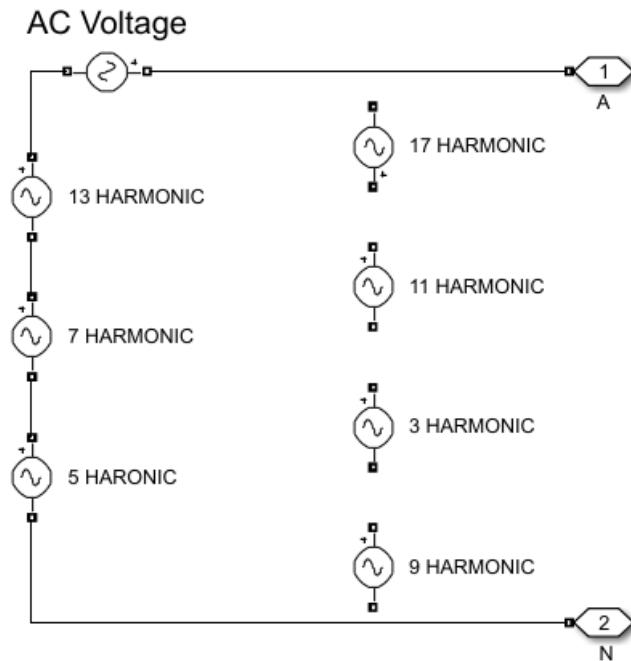 AC Voltage
1
A
17 HARMONIC
13 HARMONIC
11 HARMONIC
7 HARMONIC
3 HARMONIC
5 HARONIC
9 HARMONIC
2
N